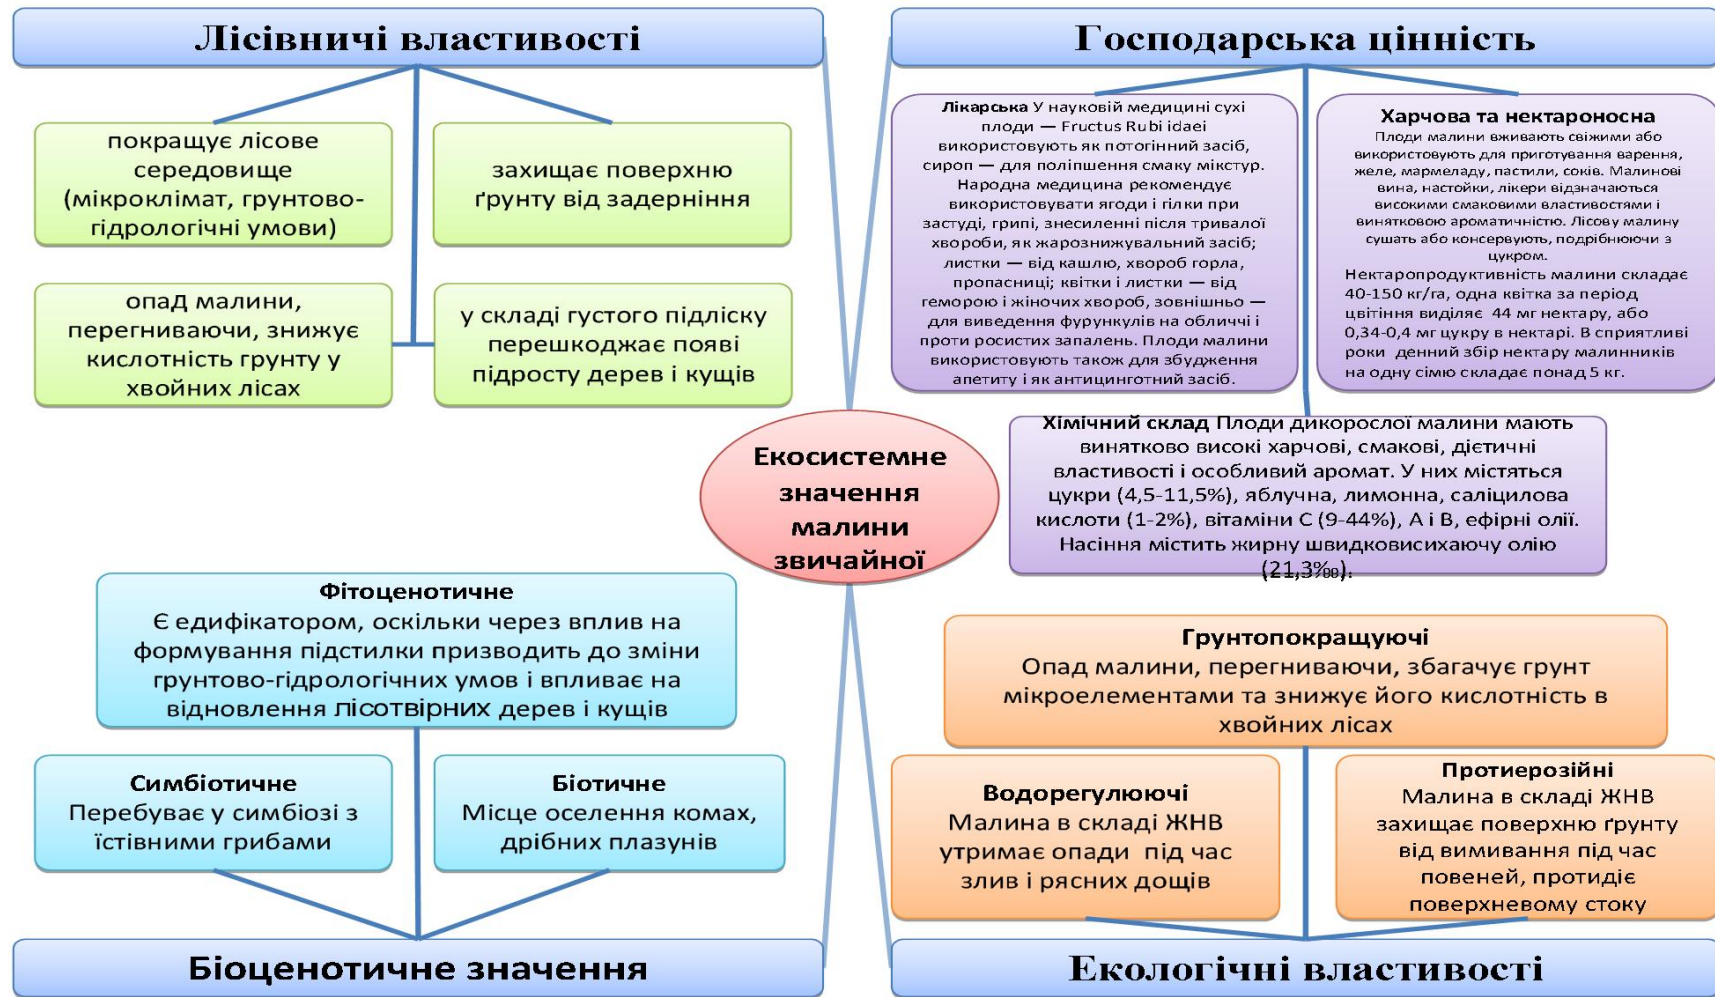 Лісівничі властивості
покращує лісове
середовище
(мікроклімат, грунтово-
гідрологічні умови)
захищає поверхню
ґрунту від задерніння
опаД малини,
перегниваючи, знижує
кислотність грунту у
хвойних лісах
у складі густого підліску
перешкоджає появі
підросту дерев і кущів
Господарська цінність
Лікарська У науковій медицині сухі
плоди — Fructus Rubi idaei
використовують як потогінний засіб,
сироп — для поліпшення смаку мікстур.
Народна медицина рекомендує
використовувати ягоди і гілки при
застуді, грипі, знесиленні після тривалої
хвороби, як жарознижувальний засіб;
листки — від кашлю, хвороб горла,
пропасниці; квітки і листки — від
геморою і жіночих хвороб, зовнішньо —
для виведення фурункулів на обличчі і
проти росистих запалень. Плоди малини
використовують також для збудження
апетиту і як антицинготний засіб.
Харчова та нектароносна
Плоди малини вживають свіжими або
використовують для приготування варення,
желе, мармеладу, пастили, соків. Малинові
вина, настойки, лікери відзначаються
високими смаковими властивостями і
винятковою ароматичністю. Лісову малину
сушать або консервують, подрібнюючи з
цукром.
Нектаропродуктивність малини складає
40-150 кг/га, одна квітка за період
цвітіння виділяє 44 мг нектару, або
0,34-0,4 мг цукру в нектарі. В сприятливі
роки денний збір нектару малинників
на одну сімю складає понад 5 кг.
Хімічний склад Плоди дикорослої малини мають
винятково високі харчові, смакові, дієтичні
властивості і особливий аромат. У них містяться
цукри (4,5-11,5%), яблучна, лимонна, саліцилова
кислоти (1-2%), вітаміни С (9-44%), А і В, ефірні олії.
Насіння містить жирну швидковисихаючу олію
(21,3‰).
Екосистемне
значення
малини
звичайної
Фітоценотичне
Є едифікатором, оскільки через вплив на
формування підстилки призводить до зміни
грунтово-гідрологічних умов і впливає на
відновлення лісотвірних дерев і кущів
Симбіотичне
Перебуває у симбіозі з
їстівними грибами
Біотичне
Місце оселення комах,
дрібних плазунів
Біоценотичне значення
Грунтопокращуючі
Опад малини, перегниваючи, збагачує грунт
мікроелементами та знижує його кислотність в
хвойних лісах
Водорегулюючі
Малина в складі ЖНВ
утримає опади під час
злив і рясних дощів
Протиерозійні
Малина в складі ЖНВ
захищає поверхню ґрунту
від вимивання під час
повеней, протидіє
поверхневому стоку
Екологічні властивості